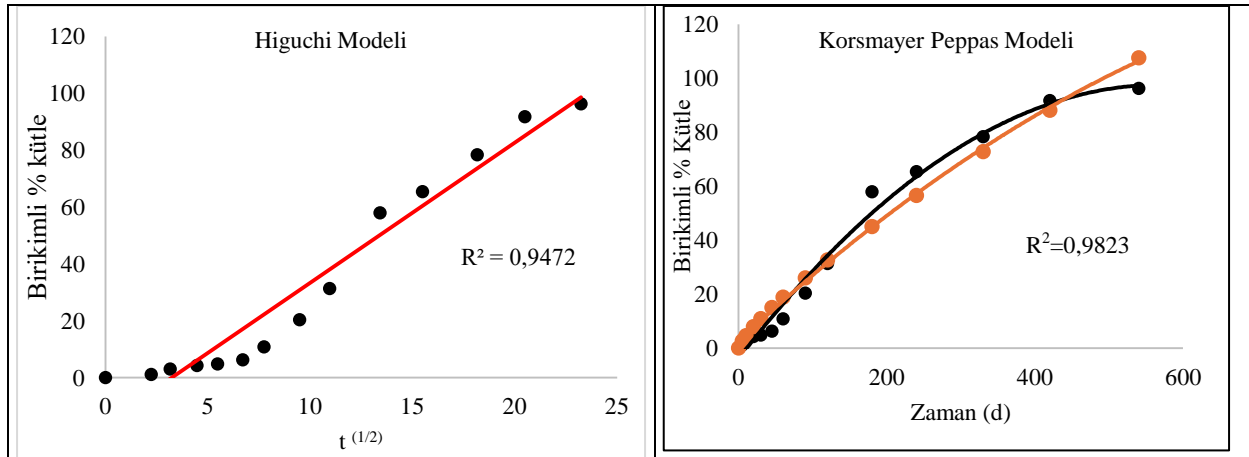 Higuchi Modeli
120
100
80
60
40
20
0
Birikimli % kütle
R² = 0,9472
0 5 10 15 20 25
t (1/2)
Korsmayer Peppas Modeli
120
100
80
60
40
20
0
Birikimli % Kütle
R²=0,9823
0 200 400 600
Zaman (d)